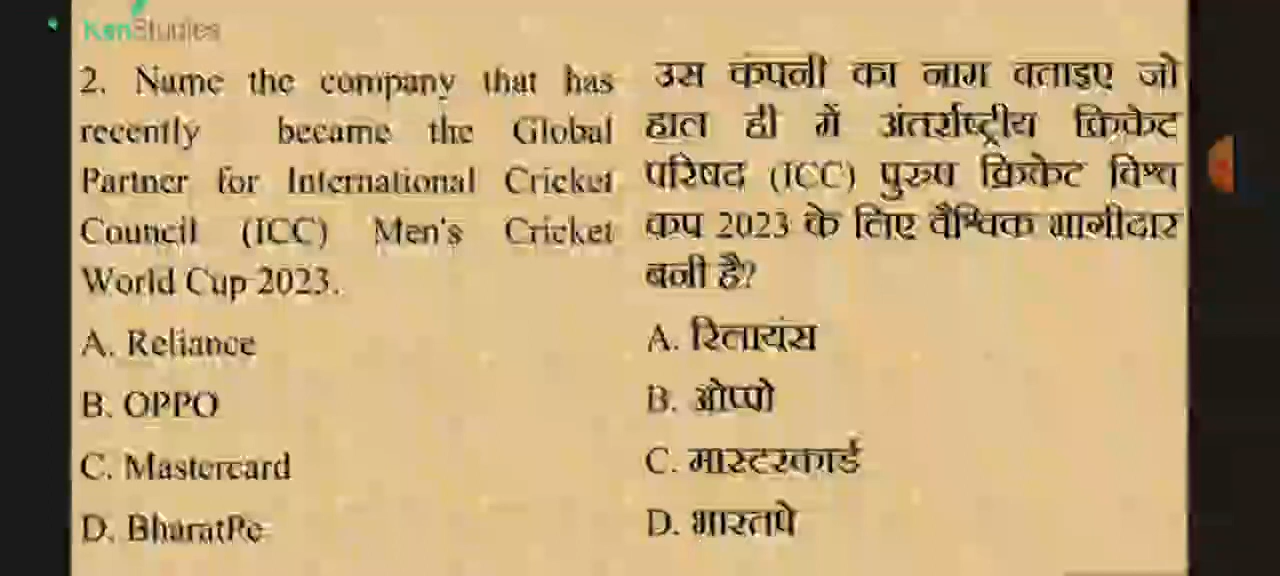 KenStudies
2. Name the company that has
recently became the Global
Partner for International Cricket
Council (ICC) Men's Cricket
World Cup 2023.
A. Reliance
B. OPPO
C. Mastercard
D. BharatPe
उस कंपनी का नाम बताइए जो
हाल ही में अंतर्राष्ट्रीय क्रिकेट
परिषद (ICC) पुरुष क्रिकेट विश्व
कप 2023 के लिए वैश्विक भागीदार
बनी है?
A. रिलायंस
B. ओप्पो
C. मास्टरकार्ड
D. भारतपे